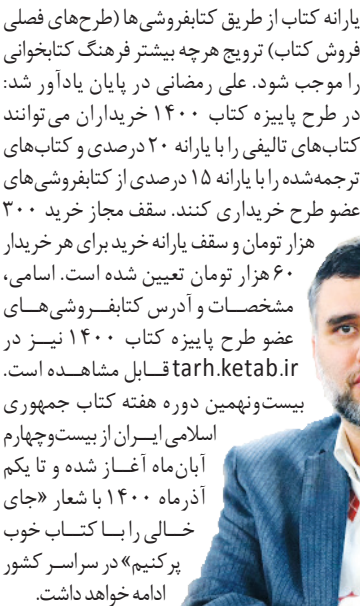 یارانه کتاب از طریق کتابفروشی‌ها (طرح‌های فصلی
فروش کتاب) ترویج هرچه بیشتر فرهنگ کتابخوانی
را موجب شود. علی رمضانی در پایان یادآور شد:
در طرح پاییزه کتاب ۱۴۰۰ خریداران می‌توانند
کتاب‌های تالیفی را با یارانه ۲۰ درصدی و کتاب‌های
ترجمه‌شده را با یارانه ۱۵ درصدی از کتابفروشی‌های
عضو طرح خریداری کنند. سقف مجاز خرید ۳۰۰
هزار تومان و سقف یارانه خرید برای هر خریدار
۶۰ هزار تومان تعیین شده است. اسامی،
مشخصات و آدرس کتابفروشی‌های
عضو طرح پاییزه کتاب ۱۴۰۰ نیز در
tarh.ketab.ir قابل مشاهده است.
بیست‌ونهمین دوره هفته کتاب جمهوری
اسلامی ایران از بیست‌وچهارم
آبان‌ماه آغاز شده و تا یکم
آذرماه ۱۴۰۰ با شعار «جای
خالی را با کتاب خوب
پر کنیم» در سراسر کشور
ادامه خواهد داشت.